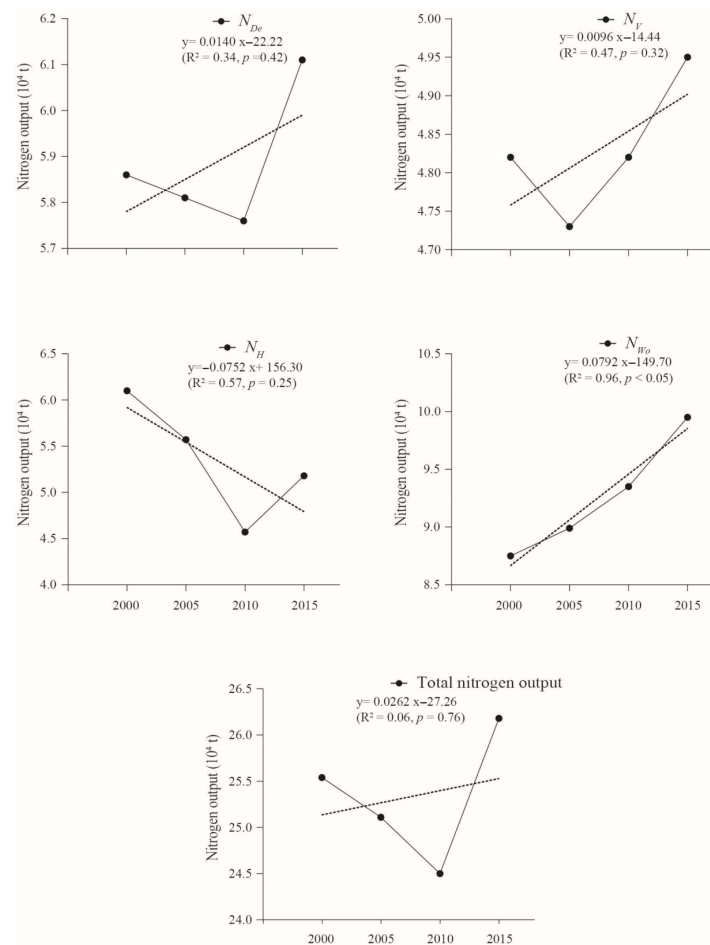 N_De
y= 0.0140 x−22.22
(R² = 0.34, p =0.42)
Nitrogen output (10⁴ t)
6.2
6.1
6.0
5.9
5.8
5.7
N_V
y= 0.0096 x−14.44
(R² = 0.47, p = 0.32)
Nitrogen output (10⁴ t)
5.00
4.95
4.90
4.85
4.80
4.75
4.70
N_H
y=−0.0752 x+ 156.30
(R² = 0.57, p = 0.25)
Nitrogen output (10⁴ t)
6.5
6.0
5.5
5.0
4.5
4.0
2000 2005 2010 2015
N_Wo
y= 0.0792 x−149.70
(R² = 0.96, p < 0.05)
Nitrogen output (10⁴ t)
10.5
10.0
9.5
9.0
8.5
2000 2005 2010 2015
Total nitrogen output
y= 0.0262 x−27.26
(R² = 0.06, p = 0.76)
Nitrogen output (10⁴ t)
26.5
26.0
25.5
25.0
24.5
24.0
2000 2005 2010 2015